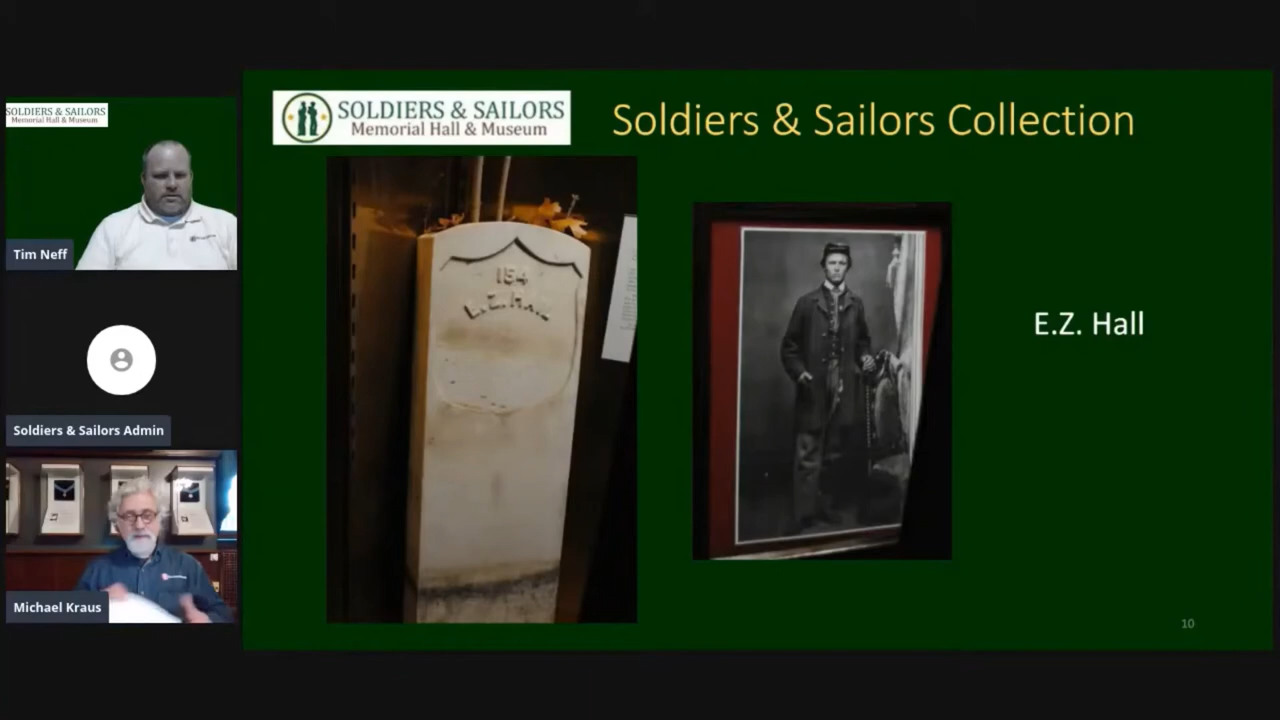 SOLDIERS & SAILORS
Memorial Hall & Museum
Tim Neff
Soldiers & Sailors Admin
Michael Kraus
SOLDIERS & SAILORS
Memorial Hall & Museum
Soldiers & Sailors Collection
154
E.Z. Hall
10